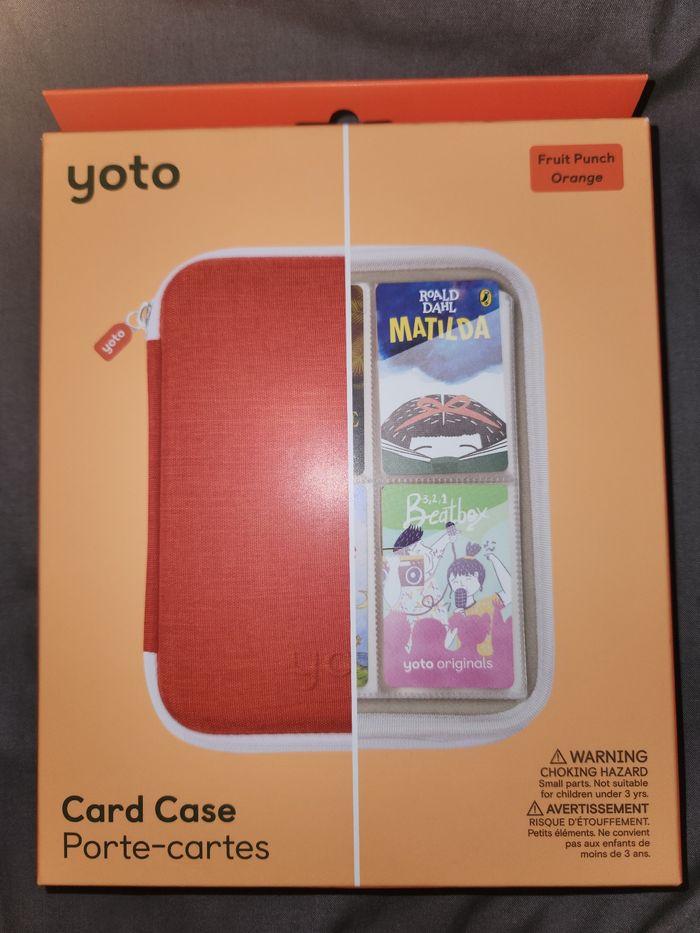 yoto
Fruit Punch
Orange
yoto
ROALD
DAHL
MATILDA
3,2,1
Beatbox
yo
yoto originals
WARNING
CHOKING HAZARD
Small parts. Not suitable
for children under 3 yrs.
AVERTISSEMENT
RISQUE D'ÉTOUFFEMENT.
Petits éléments. Ne convient
pas aux enfants de
moins de 3 ans.
Card Case
Porte-cartes